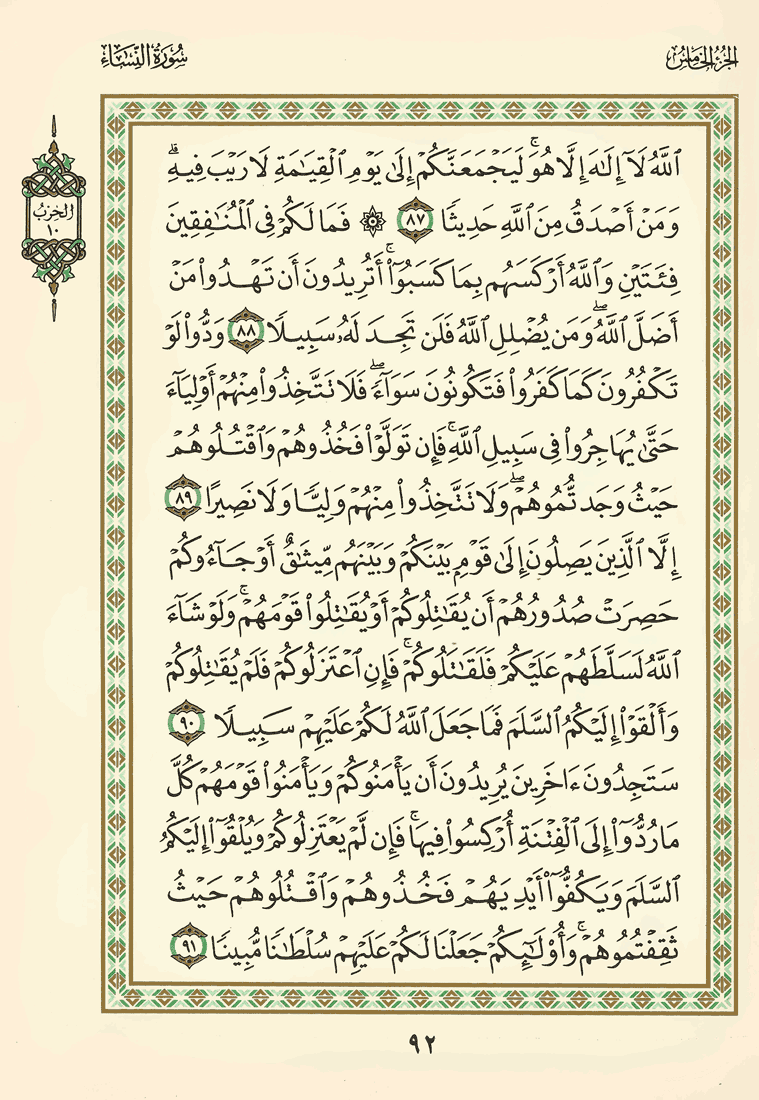 الجزء الخامس
سورة النساء
ٱللَّهُ لَآ إِلَٰهَ إِلَّا هُوَۚ لَيَجۡمَعَنَّكُمۡ إِلَىٰ يَوۡمِ ٱلۡقِيَٰمَةِ لَا رَيۡبَ فِيهِۗ
وَمَنۡ أَصۡدَقُ مِنَ ٱللَّهِ حَدِيثٗا ٨٧ ۞ فَمَا لَكُمۡ فِي ٱلۡمُنَٰفِقِينَ
فِئَتَيۡنِ وَٱللَّهُ أَرۡكَسَهُم بِمَا كَسَبُوٓاْۚ أَتُرِيدُونَ أَن تَهۡدُواْ مَنۡ
أَضَلَّ ٱللَّهُۖ وَمَن يُضۡلِلِ ٱللَّهُ فَلَن تَجِدَ لَهُۥ سَبِيلٗا ٨٨ وَدُّواْ لَوۡ
تَكۡفُرُونَ كَمَا كَفَرُواْ فَتَكُونُونَ سَوَآءٗۖ فَلَا تَتَّخِذُواْ مِنۡهُمۡ أَوۡلِيَآءَ
حَتَّىٰ يُهَاجِرُواْ فِي سَبِيلِ ٱللَّهِۚ فَإِن تَوَلَّوۡاْ فَخُذُوهُمۡ وَٱقۡتُلُوهُمۡ
حَيۡثُ وَجَدتُّمُوهُمۡۖ وَلَا تَتَّخِذُواْ مِنۡهُمۡ وَلِيّٗا وَلَا نَصِيرًا ٨٩
إِلَّا ٱلَّذِينَ يَصِلُونَ إِلَىٰ قَوۡمِۭ بَيۡنَكُمۡ وَبَيۡنَهُم مِّيثَٰقٌ أَوۡ جَآءُوكُمۡ
حَصِرَتۡ صُدُورُهُمۡ أَن يُقَٰتِلُوكُمۡ أَوۡ يُقَٰتِلُواْ قَوۡمَهُمۡۚ وَلَوۡ شَآءَ
ٱللَّهُ لَسَلَّطَهُمۡ عَلَيۡكُمۡ فَلَقَٰتَلُوكُمۡۚ فَإِنِ ٱعۡتَزَلُوكُمۡ فَلَمۡ يُقَٰتِلُوكُمۡ
وَأَلۡقَوۡاْ إِلَيۡكُمُ ٱلسَّلَمَ فَمَا جَعَلَ ٱللَّهُ لَكُمۡ عَلَيۡهِمۡ سَبِيلٗا ٩٠
سَتَجِدُونَ ءَاخَرِينَ يُرِيدُونَ أَن يَأۡمَنُوكُمۡ وَيَأۡمَنُواْ قَوۡمَهُمۡ كُلَّ
مَا رُدُّوٓاْ إِلَى ٱلۡفِتۡنَةِ أُرۡكِسُواْ فِيهَاۚ فَإِن لَّمۡ يَعۡتَزِلُوكُمۡ وَيُلۡقُوٓاْ إِلَيۡكُمُ
ٱلسَّلَمَ وَيَكُفُّوٓاْ أَيۡدِيَهُمۡ فَخُذُوهُمۡ وَٱقۡتُلُوهُمۡ حَيۡثُ
ثَقِفۡتُمُوهُمۡۚ وَأُوْلَٰٓئِكُمۡ جَعَلۡنَا لَكُمۡ عَلَيۡهِمۡ سُلۡطَٰنٗا مُّبِينٗا ٩١
الحزب
١٠
٩٢